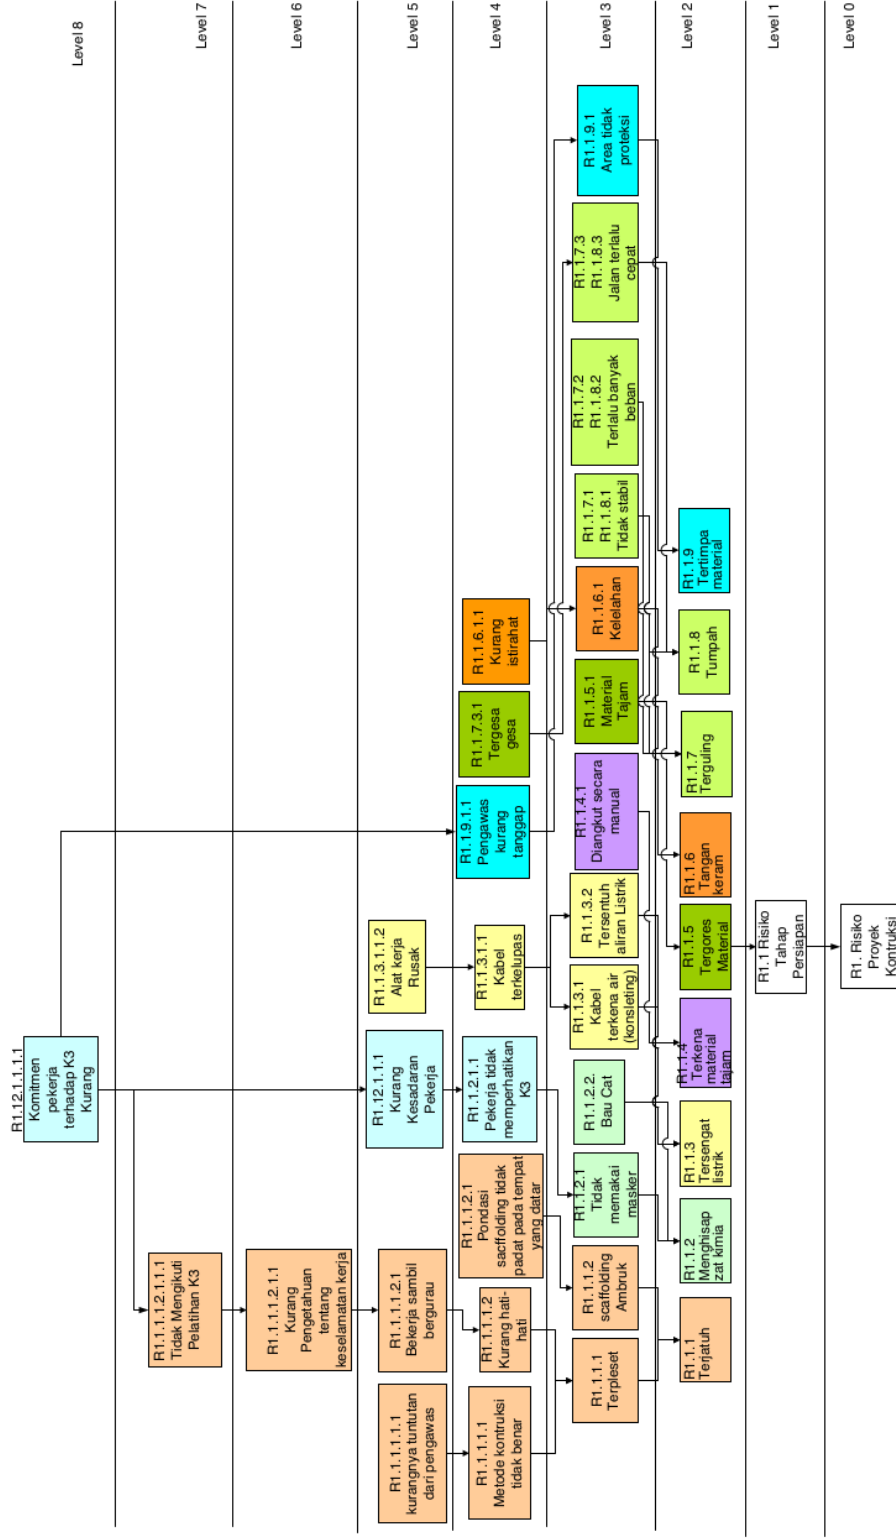 Level 8
Level 7
Level 6
Level 5
Level 4
Level 3
Level 2
Level 1
Level 0
R1.12.1.1.1.1
Komitmen
pekerja
terhadap K3
Kurang
R1.1.1.1.2.1.1.1
Tidak Mengikuti
Pelatihan K3
R1.1.1.1.2.1.1
Kurang
Pengetahuan
tentang
keselamatan kerja
R1.1.1.1.1.1
kurangnya tuntutan
dari pengawas
R1.1.1.1.2.1
Bekerja sambil
bergurau
R1.12.1.1.1
Kurang
Kesadaran
Pekerja
R1.1.3.1.1.2
Alat kerja
Rusak
R1.1.1.1.1
Metode kontruksi
tidak benar
R1.1.1.1.2
Kurang hati-
hati
R1.1.1.2.1
Pondasi
sacffolding tidak
padat pada tempat
yang datar
R1.1.2.1.1
Pekerja tidak
memperhatikan
K3
R1.1.3.1.1
Kabel
terkelupas
R1.1.9.1.1
Pengawas
kurang
tanggap
R1.1.7.3.1
Tergesa
gesa
R1.1.6.1.1
Kurang
istirahat
R1.1.1.1
Terpleset
R1.1.1.2
scaffolding
Ambruk
R1.1.2.1
Tidak
memakai
masker
R1.1.2.2.
Bau Cat
R1.1.3.1
Kabel
terkena air
(konsleting)
R1.1.3.2
Tersentuh
aliran Listrik
R1.1.4.1
Diangkut secara
manual
R1.1.5.1
Material
Tajam
R1.1.6.1
Kelelahan
R1.1.7.1
R1.1.8.1
Tidak stabil
R1.1.7.2
R1.1.8.2
Terlalu banyak
beban
R1.1.7.3
R1.1.8.3
Jalan terlalu
cepat
R1.1.9.1
Area tidak
proteksi
R1.1.1
Terjatuh
R1.1.2
Menghisap
zat kimia
R1.1.3
Tersengat
listrik
R1.1.4
Terkena
material
tajam
R1.1.5
Tergores
Material
R1.1.6
Tangan
keram
R1.1.7
Terguling
R1.1.8
Tumpah
R1.1.9
Tertimpa
material
R1.1 Risiko
Tahap
Persiapan
R1. Risiko
Proyek
Kontruksi